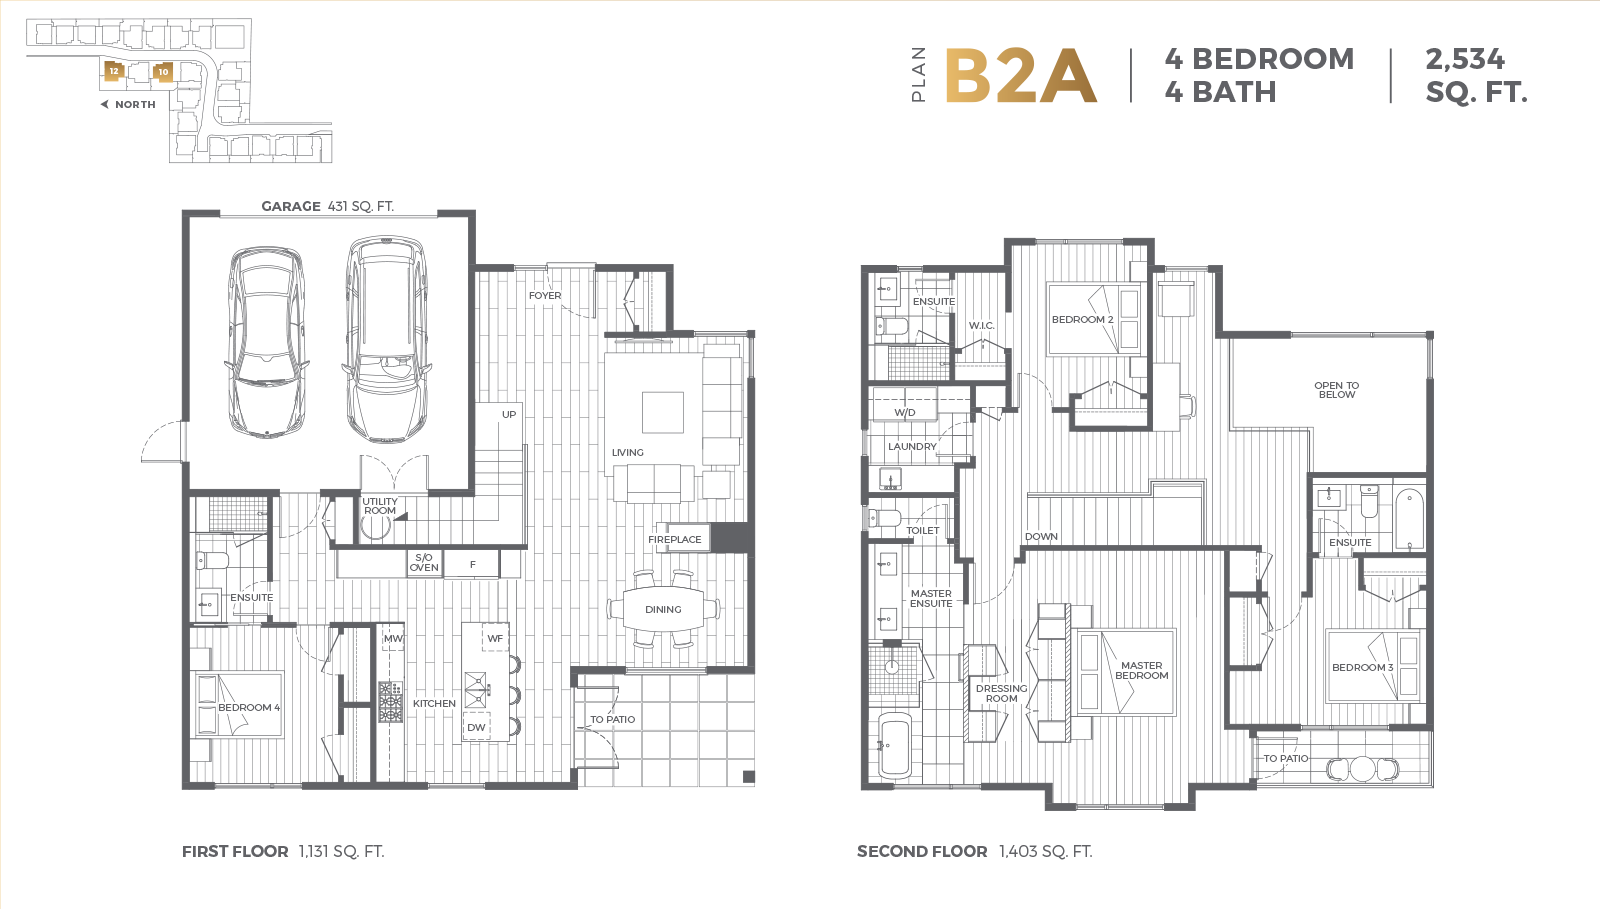 12
10
NORTH
PLAN
B2A
4 BEDROOM
4 BATH
2,534
SQ. FT.
GARAGE 431 SQ. FT.
FOYER
UP
LIVING
UTILITY
ROOM
FIREPLACE
S/O
OVEN
F
ENSUITE
DINING
MW
WF
BEDROOM 4
KITCHEN
DW
TO PATIO
FIRST FLOOR 1,131 SQ. FT.
ENSUITE
W.I.C.
BEDROOM 2
OPEN TO
BELOW
W/D
LAUNDRY
TOILET
DOWN
ENSUITE
MASTER
ENSUITE
MASTER
BEDROOM
BEDROOM 3
DRESSING
ROOM
TO PATIO
SECOND FLOOR 1,403 SQ. FT.